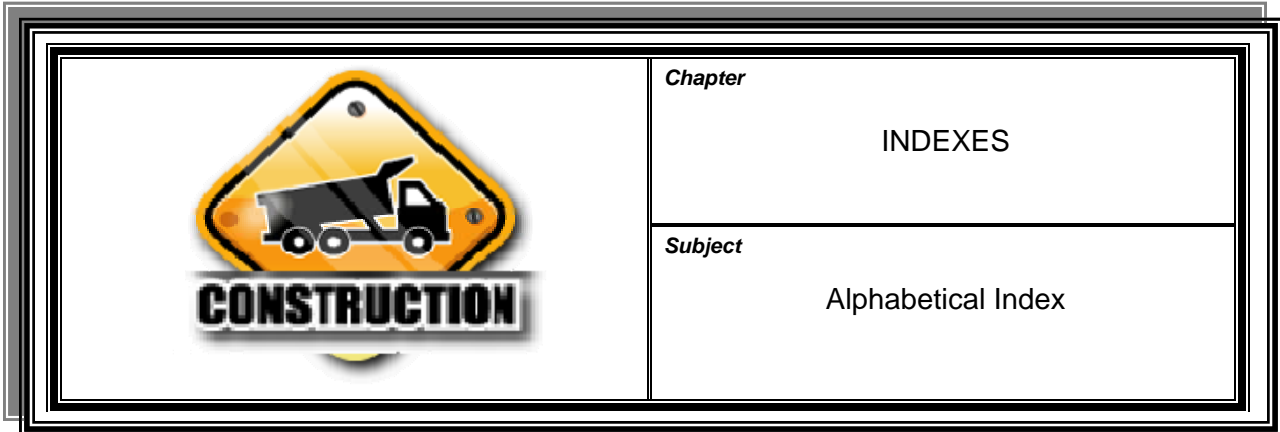 CONSTRUCTION
Chapter
INDEXES
Subject
Alphabetical Index